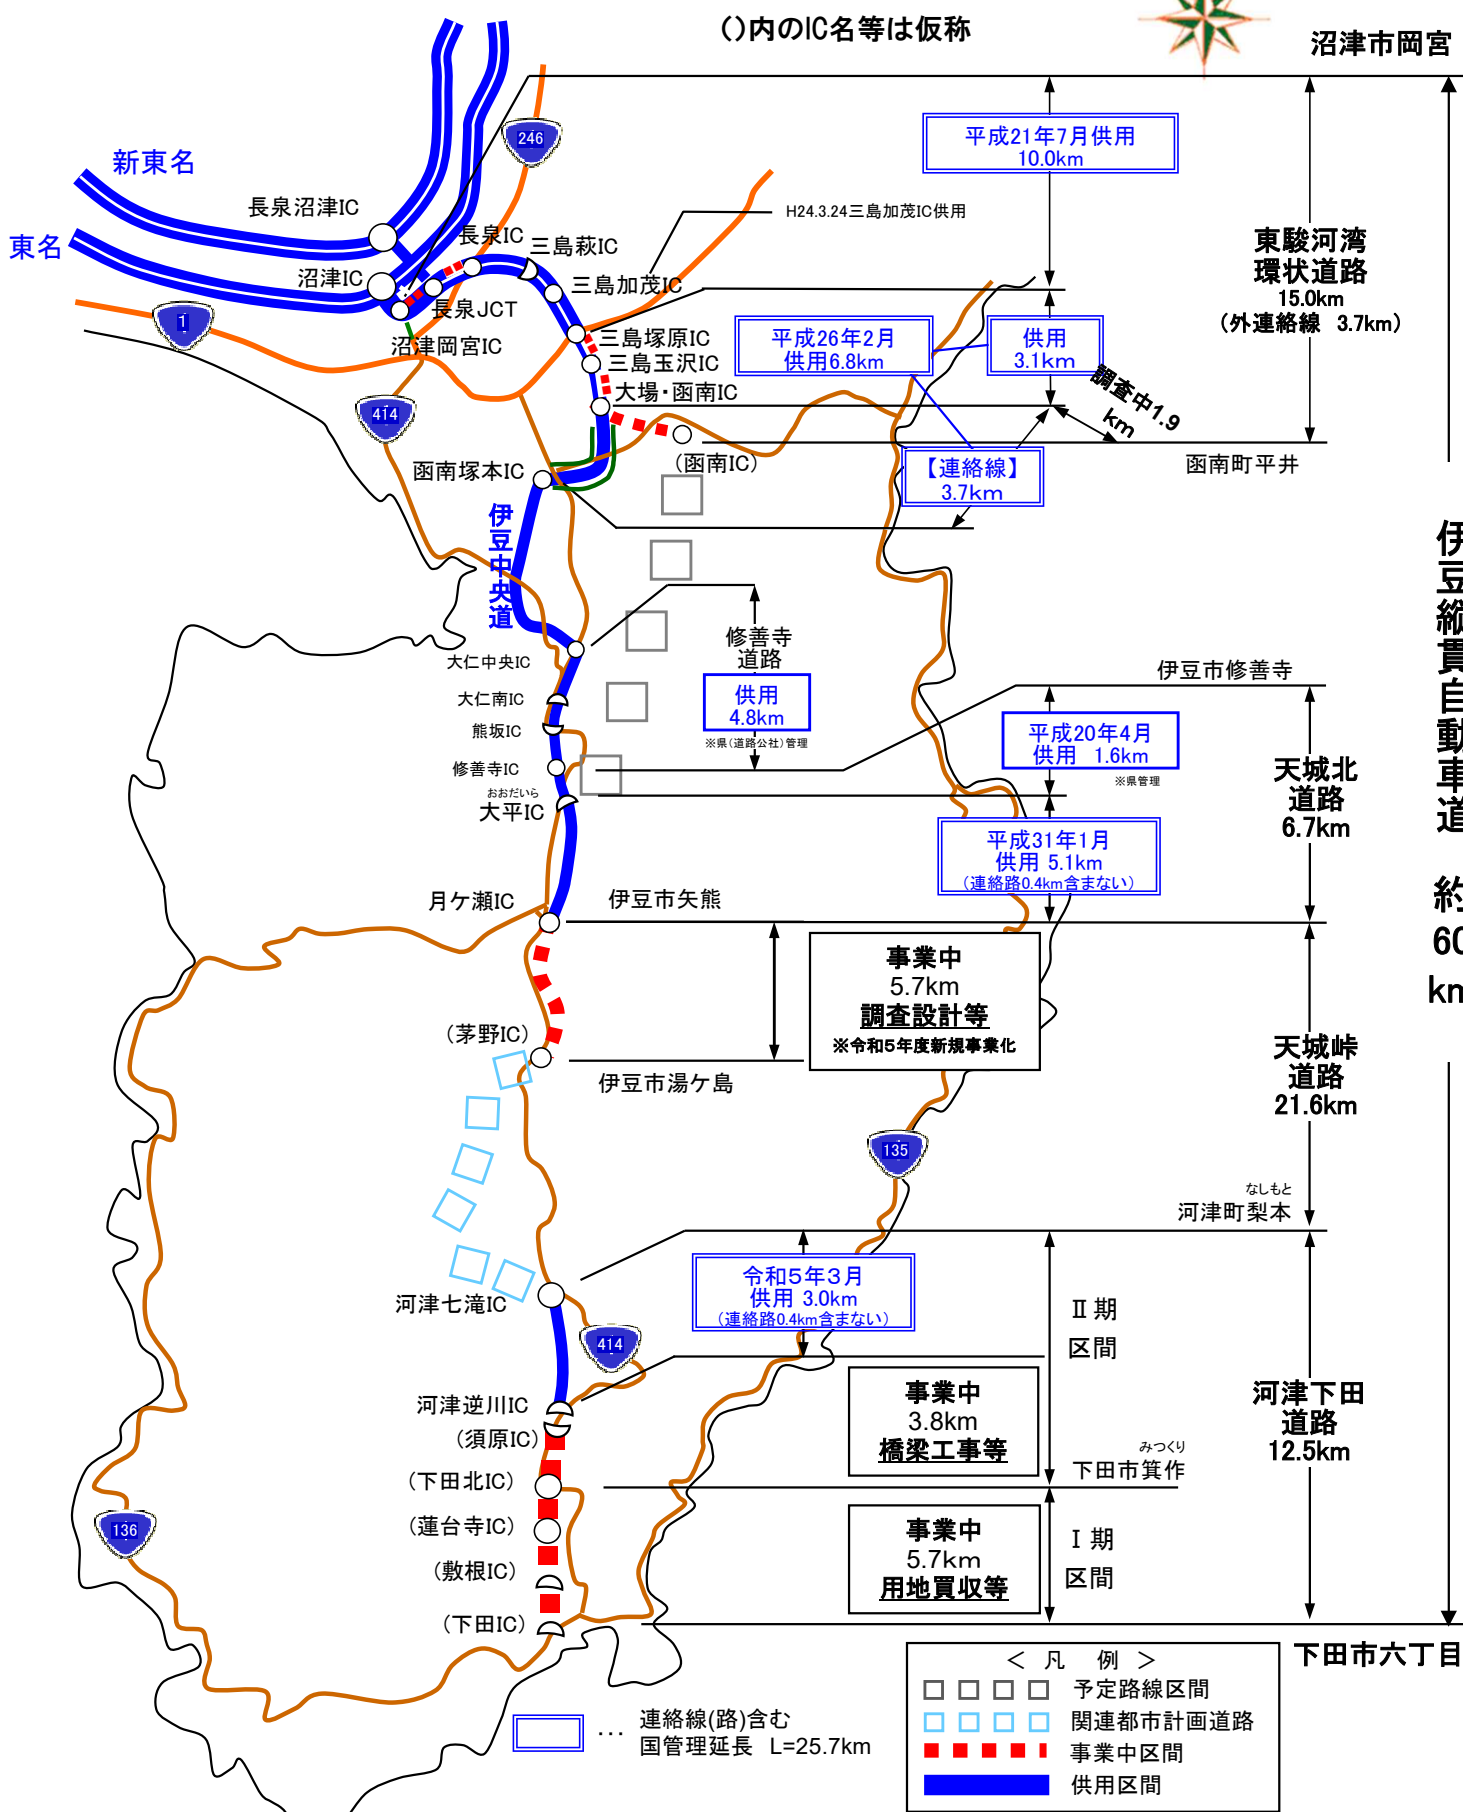 ()内のIC名等は仮称
沼津市岡宮
246
平成21年7月供用
10.0km
新東名
長泉沼津IC
H24.3.24三島加茂IC供用
東名
長泉IC
三島萩IC
東駿河湾
環状道路
15.0km
(外連絡線 3.7km)
沼津IC
三島加茂IC
長泉JCT
1
沼津岡宮IC
三島塚原IC
平成26年2月
供用6.8km
供用
3.1km
三島玉沢IC
大場・函南IC
調査中1.9
km
414
(函南IC)
函南町平井
函南塚本IC
【連絡線】
3.7km
伊豆中央道
伊豆縦貫自動車道
約
60
km
修善寺
道路
大仁中央IC
伊豆市修善寺
供用
4.8km
※県(道路公社)管理
大仁南IC
熊坂IC
平成20年4月
供用 1.6km
※県管理
天城北
道路
6.7km
修善寺IC
おおだいら
大平IC
平成31年1月
供用 5.1km
(連絡路0.4km含まない)
月ケ瀬IC
伊豆市矢熊
事業中
5.7km
調査設計等
※令和5年度新規事業化
(茅野IC)
伊豆市湯ケ島
天城峠
道路
21.6km
135
なしもと
河津町梨本
令和5年3月
供用 3.0km
(連絡路0.4km含まない)
河津七滝IC
Ⅱ期
区間
414
河津逆川IC
事業中
3.8km
橋梁工事等
河津下田
道路
12.5km
(須原IC)
みつくり
下田市箕作
(下田北IC)
136
(蓮台寺IC)
事業中
5.7km
用地買収等
Ⅰ期
区間
(敷根IC)
(下田IC)
下田市六丁目
＜ 凡 例 ＞
予定路線区間
関連都市計画道路
事業中区間
供用区間
… 連絡線(路)含む
国管理延長 L=25.7km